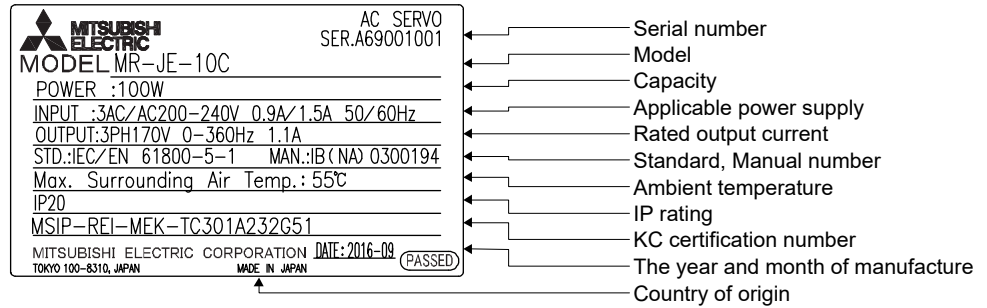 MITSUBISHI
ELECTRIC
AC SERVO
SER.A69001001
MODEL MR-JE-10C
POWER :100W
INPUT :3AC/AC200-240V 0.9A/1.5A 50/60Hz
OUTPUT:3PH170V 0-360Hz 1.1A
STD.:IEC/EN 61800-5-1 MAN.:IB(NA)0300194
Max. Surrounding Air Temp.:55℃
IP20
MSIP-REI-MEK-TC301A232G51
MITSUBISHI ELECTRIC CORPORATION DATE:2016-09
TOKYO 100-8310, JAPAN MADE IN JAPAN
PASSED
Serial number
Model
Capacity
Applicable power supply
Rated output current
Standard, Manual number
Ambient temperature
IP rating
KC certification number
The year and month of manufacture
Country of origin